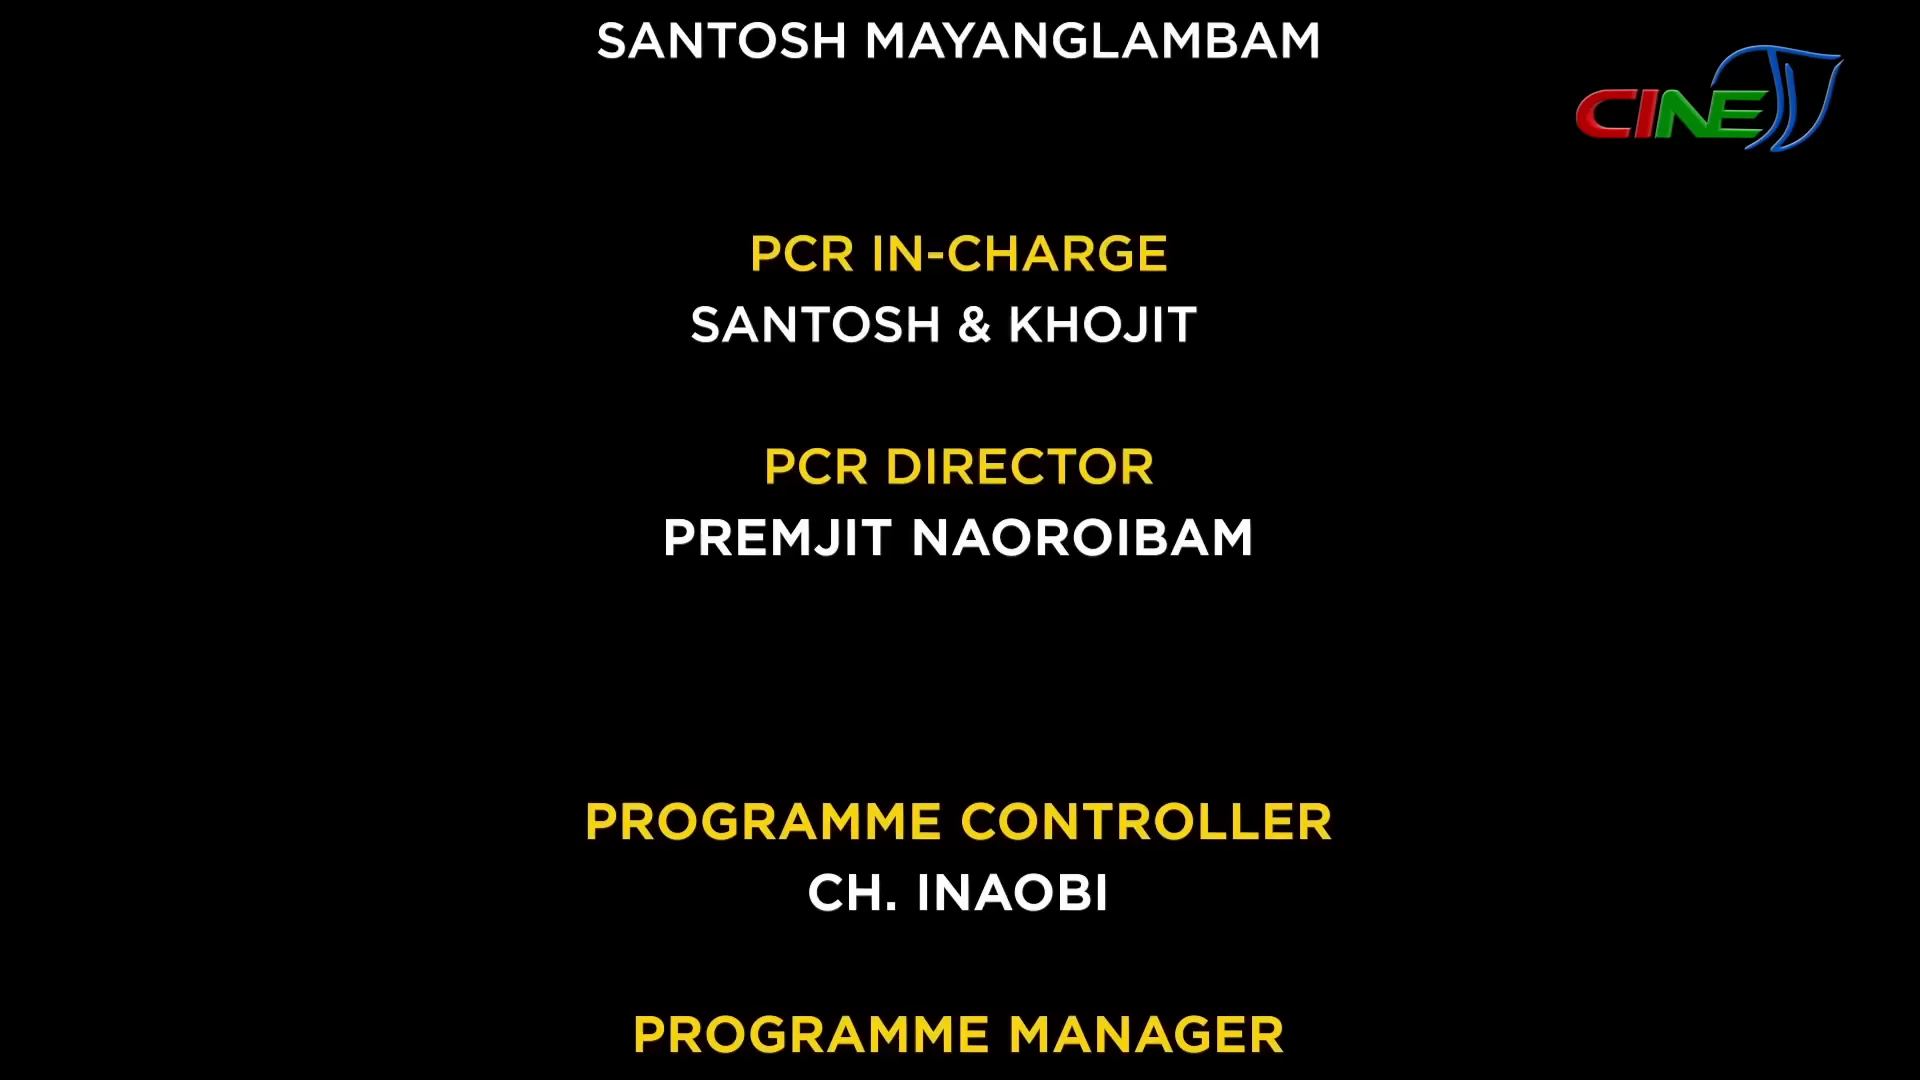 SANTOSH MAYANGLAMBAM
CINE
PCR IN-CHARGE
SANTOSH & KHOJIT
PCR DIRECTOR
PREMJIT NAOROIBAM
PROGRAMME CONTROLLER
CH. INAOBI
PROGRAMME MANAGER